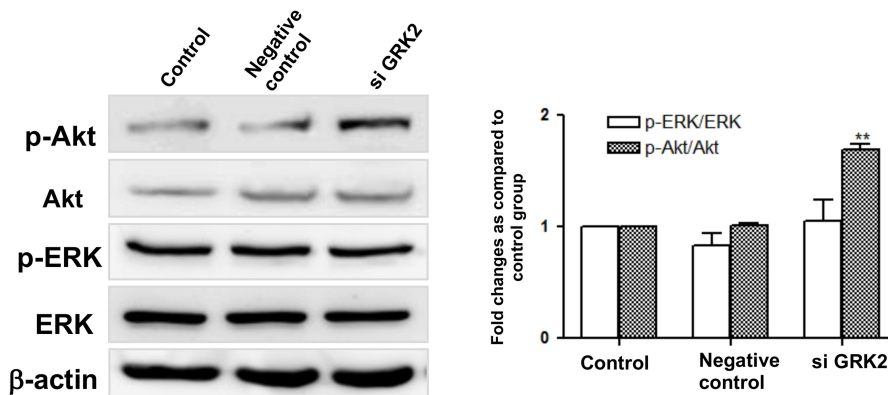 Control
Negative
control
si GRK2
p-Akt
Akt
p-ERK
ERK
β-actin
Fold changes as compared to
control group
2
1
0
p-ERK/ERK
p-Akt/Akt
**
Control
Negative
control
si GRK2